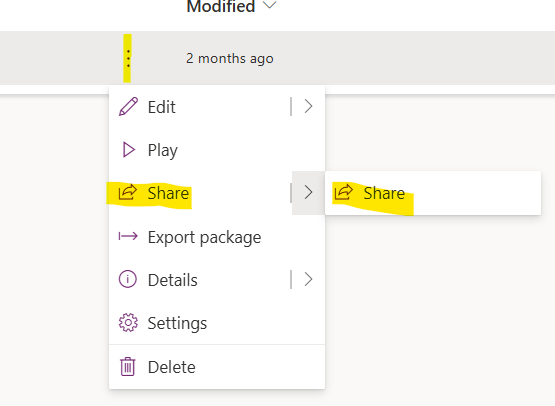 Modified
2 months ago
Edit
Play
Share
Share
Export package
Details
Settings
Delete